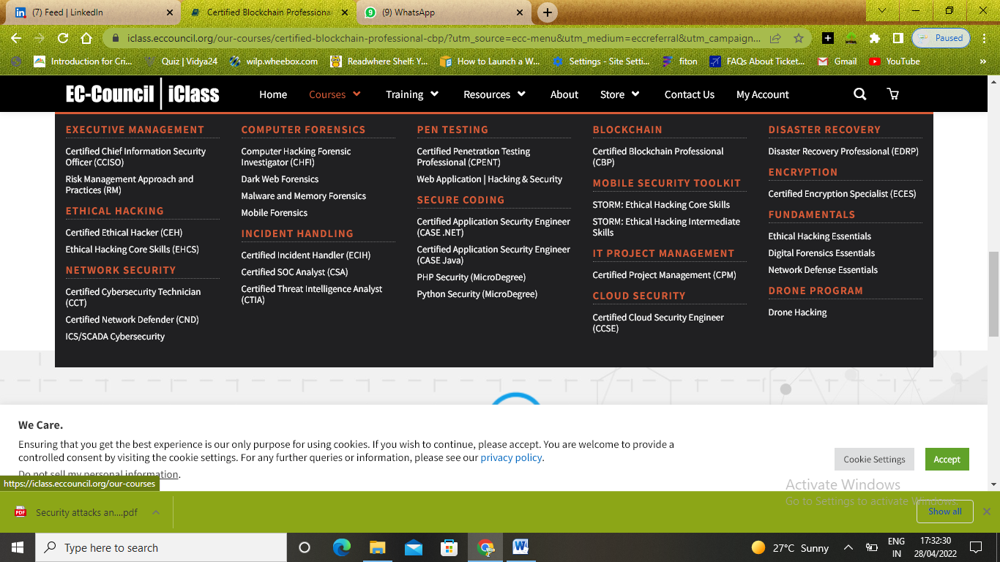 (7) Feed | LinkedIn
Certified Blockchain Professiona
(9) WhatsApp
iclass.eccouncil.org/our-courses/certified-blockchain-professional-cbp/?utm_source=ecc-menu&utm_medium=eccreferral&utm_campaign...
Paused
Introduction for Cri...
Quiz | Vidya24
wilp.wheebox.com
Readwhere Shelf: Y...
How to Launch a W...
Settings - Site Setti...
fiton
FAQs About Ticket...
Gmail
YouTube
EC-Council | iClass
Home
Courses
Training
Resources
About
Store
Contact Us
My Account
EXECUTIVE MANAGEMENT
Certified Chief Information Security
Officer (CCISO)
Risk Management Approach and
Practices (RM)
ETHICAL HACKING
Certified Ethical Hacker (CEH)
Ethical Hacking Core Skills (EHCS)
NETWORK SECURITY
Certified Cybersecurity Technician
(CCT)
Certified Network Defender (CND)
ICS/SCADA Cybersecurity
COMPUTER FORENSICS
Computer Hacking Forensic
Investigator (CHFI)
Dark Web Forensics
Malware and Memory Forensics
Mobile Forensics
INCIDENT HANDLING
Certified Incident Handler (ECIH)
Certified SOC Analyst (CSA)
Certified Threat Intelligence Analyst
(CTIA)
PEN TESTING
Certified Penetration Testing
Professional (CPENT)
Web Application | Hacking & Security
SECURE CODING
Certified Application Security Engineer
(CASE .NET)
Certified Application Security Engineer
(CASE Java)
PHP Security (MicroDegree)
Python Security (MicroDegree)
BLOCKCHAIN
Certified Blockchain Professional
(CBP)
MOBILE SECURITY TOOLKIT
STORM: Ethical Hacking Core Skills
STORM: Ethical Hacking Intermediate
Skills
IT PROJECT MANAGEMENT
Certified Project Management (CPM)
CLOUD SECURITY
Certified Cloud Security Engineer
(CCSE)
DISASTER RECOVERY
Disaster Recovery Professional (EDRP)
ENCRYPTION
Certified Encryption Specialist (ECES)
FUNDAMENTALS
Ethical Hacking Essentials
Digital Forensics Essentials
Network Defense Essentials
DRONE PROGRAM
Drone Hacking
We Care.
Ensuring that you get the best experience is our only purpose for using cookies. If you wish to continue, please accept. You are welcome to provide a
controlled consent by visiting the cookie settings. For any further queries or information, please see our privacy policy.
Do not sell my personal information.
Cookie Settings
Accept
https://iclass.eccouncil.org/our-courses
Activate Windows
Go to Settings to activate Windows.
Security attacks an....pdf
Show all
Type here to search
27°C Sunny
ENG
IN
17:32:30
28/04/2022